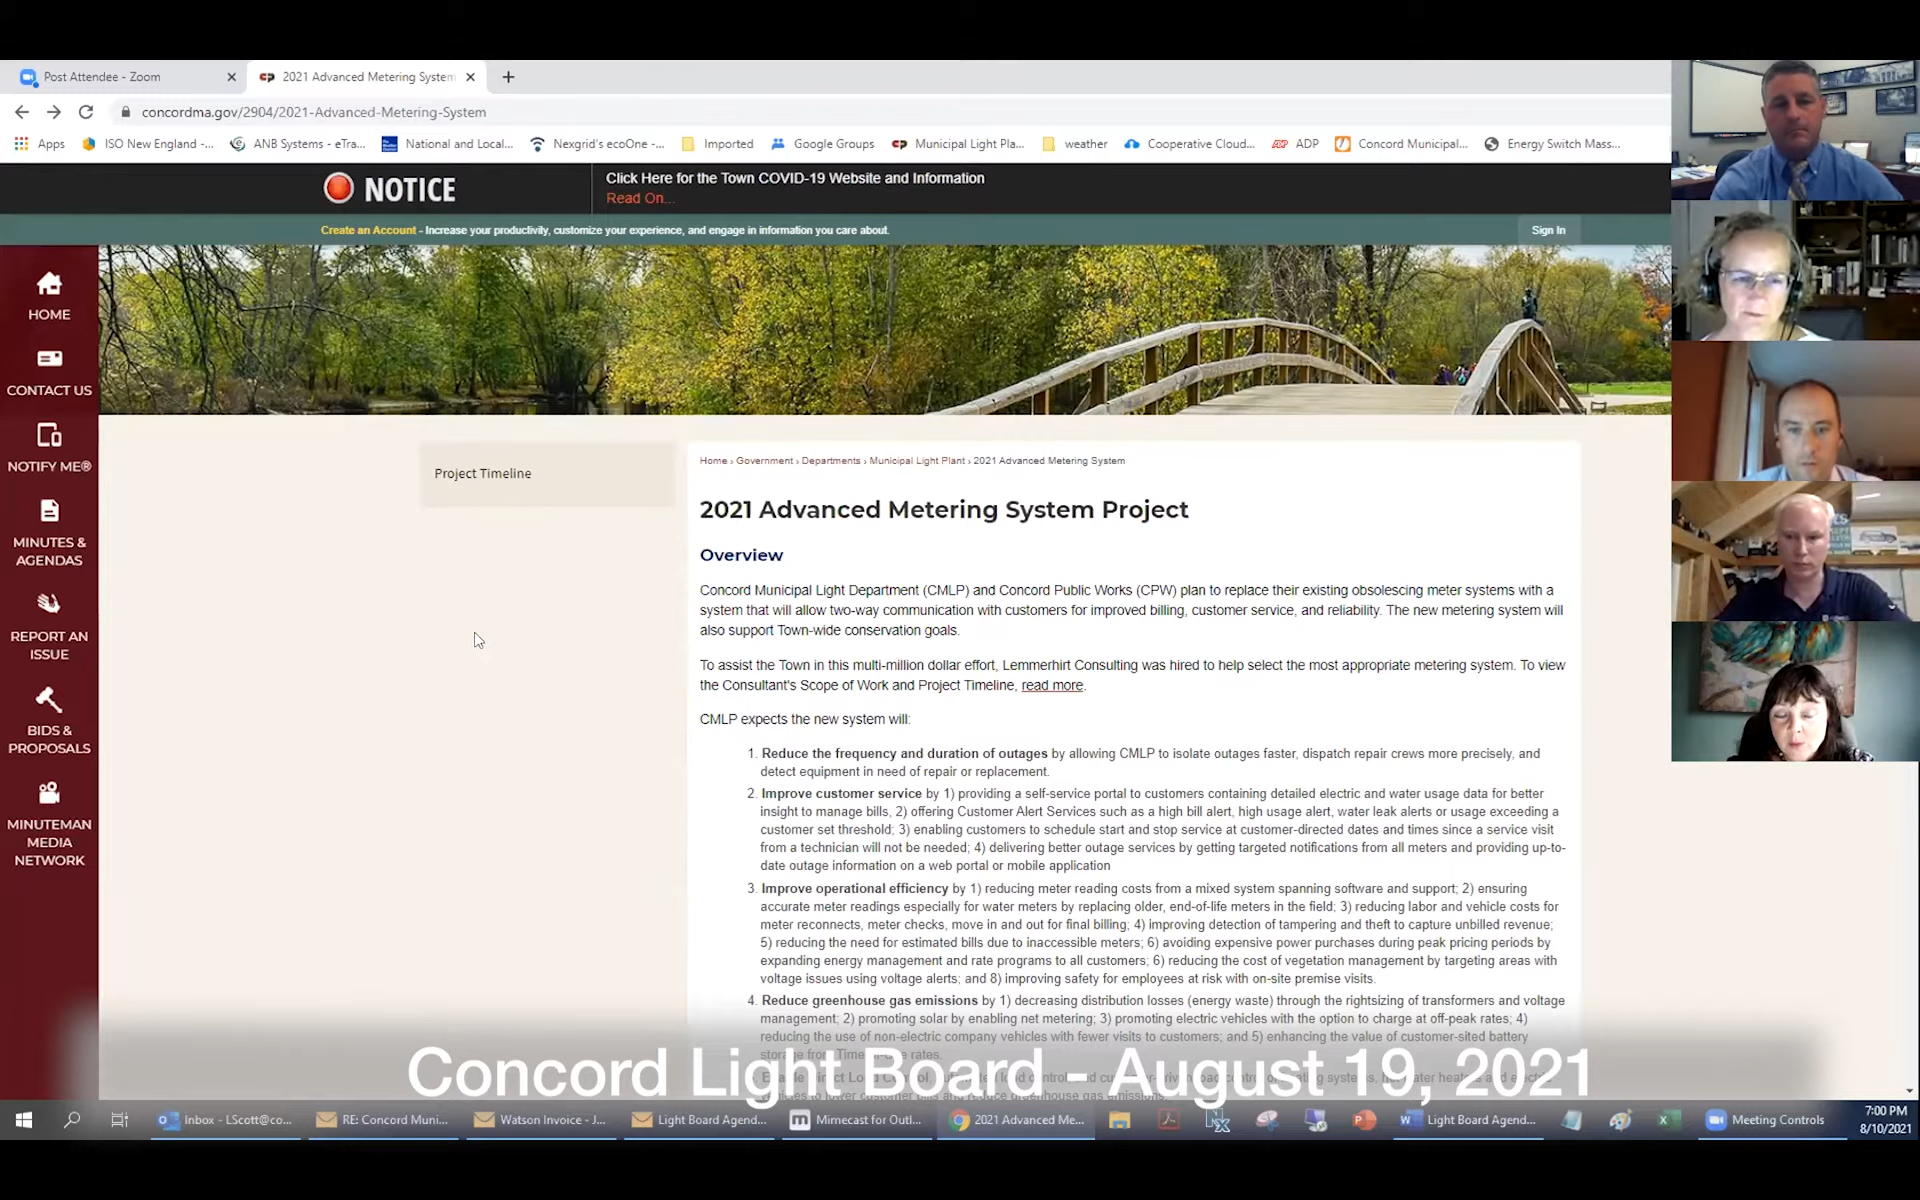 Post Attendee - Zoom
2021 Advanced Metering System
concordma.gov/2904/2021-Advanced-Metering-System
Apps
ISO New England -...
ANB Systems - eTra...
National and Local...
Nexgrid's ecoOne -...
Imported
Google Groups
Municipal Light Pla...
weather
Cooperative Cloud...
ADP
Concord Municipal...
Energy Switch Mass...
NOTICE
Click Here for the Town COVID-19 Website and Information
Read On...
Create an Account - Increase your productivity, customize your experience, and engage in information you care about.
Sign In
HOME
CONTACT US
NOTIFY ME®
MINUTES &
AGENDAS
REPORT AN
ISSUE
BIDS &
PROPOSALS
MINUTEMAN
MEDIA
NETWORK
Project Timeline
Home › Government › Departments › Municipal Light Plant › 2021 Advanced Metering System
2021 Advanced Metering System Project
Overview
Concord Municipal Light Department (CMLP) and Concord Public Works (CPW) plan to replace their existing obsolescing meter systems with a
system that will allow two-way communication with customers for improved billing, customer service, and reliability. The new metering system will
also support Town-wide conservation goals.
To assist the Town in this multi-million dollar effort, Lemmerhirt Consulting was hired to help select the most appropriate metering system. To view
the Consultant's Scope of Work and Project Timeline, read more.
CMLP expects the new system will:
1. Reduce the frequency and duration of outages by allowing CMLP to isolate outages faster, dispatch repair crews more precisely, and
detect equipment in need of repair or replacement.
2. Improve customer service by 1) providing a self-service portal to customers containing detailed electric and water usage data for better
insight to manage bills, 2) offering Customer Alert Services such as a high bill alert, high usage alert, water leak alerts or usage exceeding a
customer set threshold; 3) enabling customers to schedule start and stop service at customer-directed dates and times since a service visit
from a technician will not be needed; 4) delivering better outage services by getting targeted notifications from all meters and providing up-to-
date outage information on a web portal or mobile application
3. Improve operational efficiency by 1) reducing meter reading costs from a mixed system spanning software and support; 2) ensuring
accurate meter readings especially for water meters by replacing older, end-of-life meters in the field; 3) reducing labor and vehicle costs for
meter reconnects, meter checks, move in and out for final billing; 4) improving detection of tampering and theft to capture unbilled revenue;
5) reducing the need for estimated bills due to inaccessible meters; 6) avoiding expensive power purchases during peak pricing periods by
expanding energy management and rate programs to all customers; 6) reducing the cost of vegetation management by targeting areas with
voltage issues using voltage alerts; and 8) improving safety for employees at risk with on-site premise visits.
4. Reduce greenhouse gas emissions by 1) decreasing distribution losses (energy waste) through the rightsizing of transformers and voltage
management; 2) promoting solar by enabling net metering; 3) promoting electric vehicles with the option to charge at off-peak rates; 4)
reducing the use of non-electric company vehicles with fewer visits to customers; and 5) enhancing the value of customer-sited battery
storage from rates.
Concord Light Board - August 19, 2021
Inbox - LScott@co...
RE: Concord Muni...
Watson Invoice - J...
Light Board Agend...
Mimecast for Outl...
2021 Advanced Me...
Light Board Agend...
Meeting Controls
7:00 PM
8/10/2021